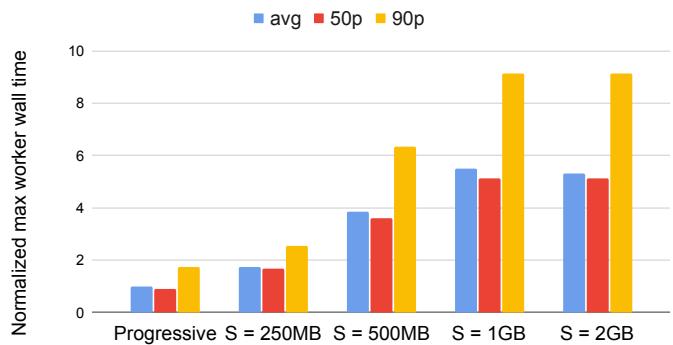 avg 50p 90p
Normalized max worker wall time
10
8
6
4
2
0
Progressive S = 250MB S = 500MB S = 1GB S = 2GB